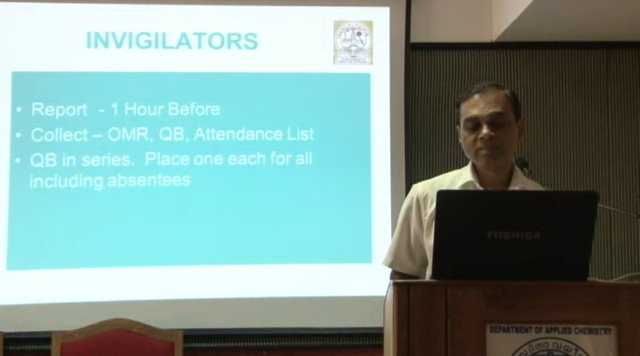 INVIGILATORS
• Report - 1 Hour Before
• Collect – OMR, QB, Attendance List
• QB in series. Place one each for all
including absentees
TOSHIBA
DEPARTMENT OF APPLIED CHEMISTRY